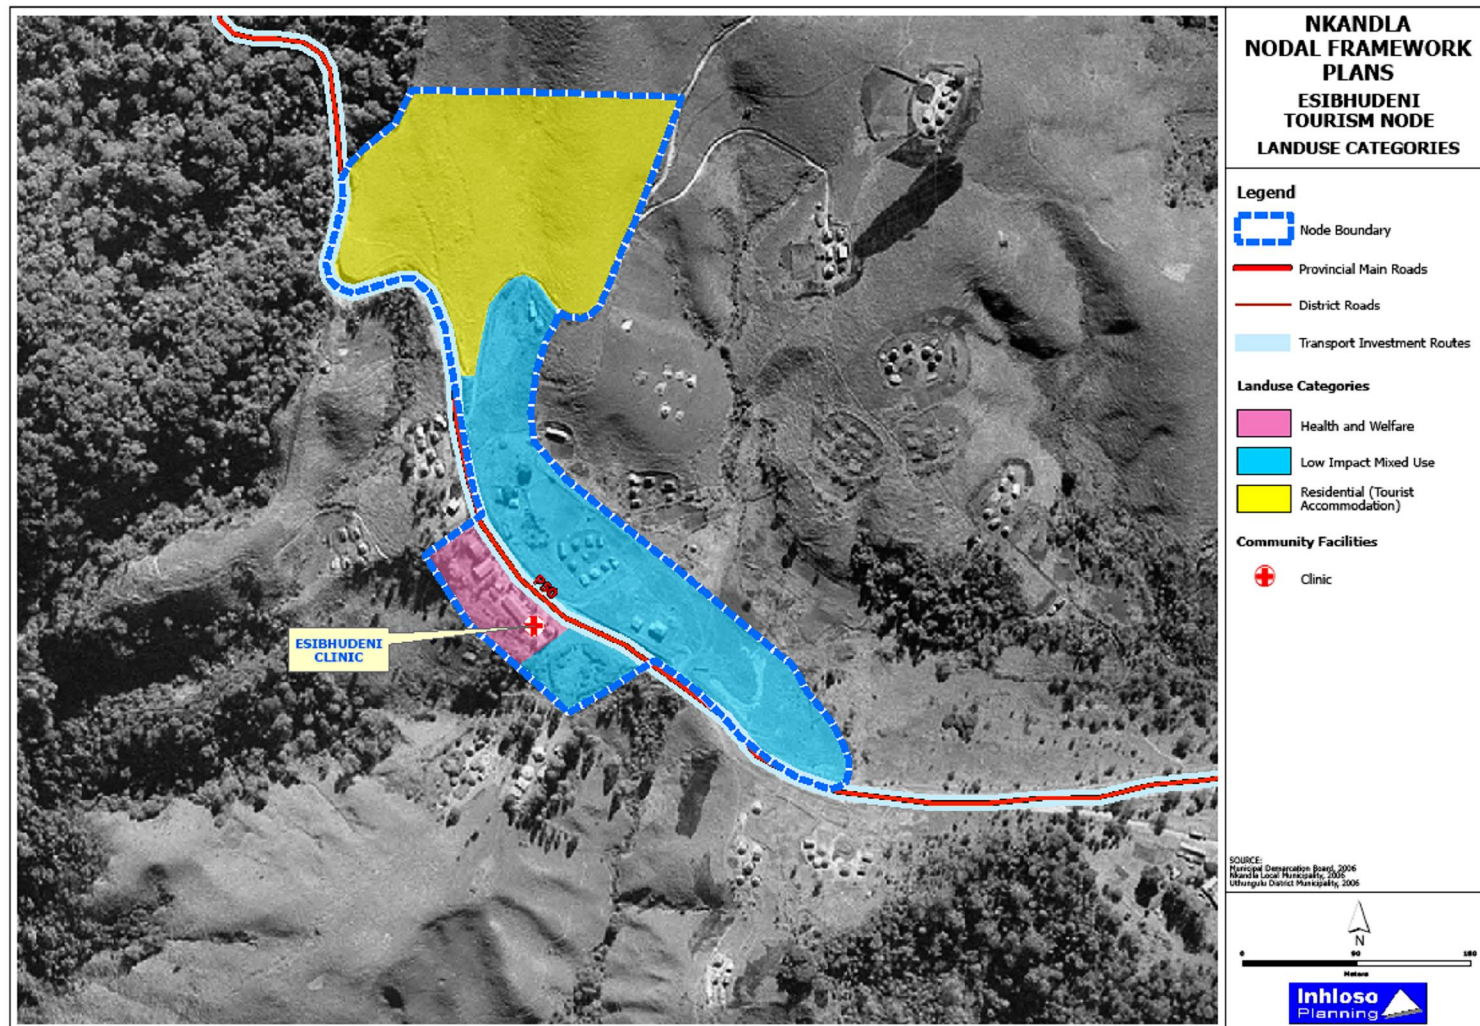 NKANDLA
NODAL FRAMEWORK
PLANS
ESIBHUDENI
TOURISM NODE
LANDUSE CATEGORIES
Legend
Node Boundary
Provincial Main Roads
District Roads
Transport Investment Routes
Landuse Categories
Health and Welfare
Low Impact Mixed Use
Residential (Tourist
Accommodation)
Community Facilities
Clinic
P50
ESIBHUDENI
CLINIC
SOURCE:
Municipal Demarcation Board, 2006
Nkandla Local Municipality, 2006
Uthungulu District Municipality, 2006
N
0 90 180
Meters
Inhloso
Planning